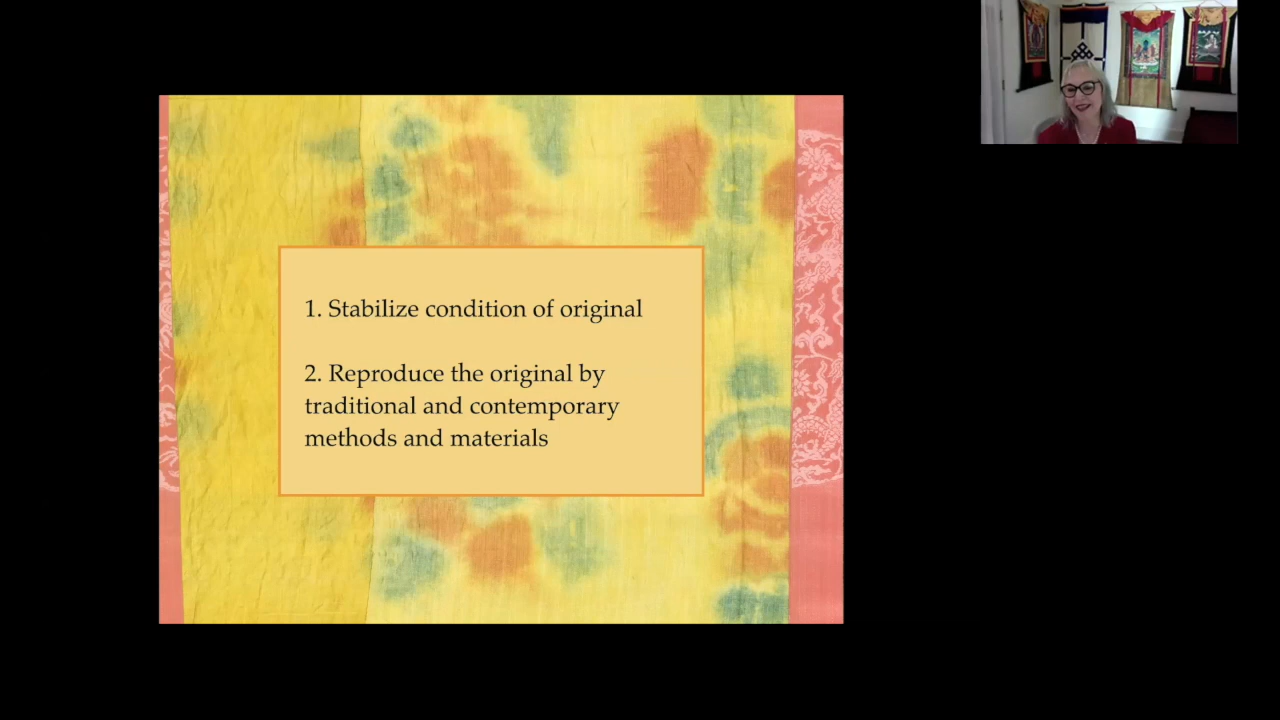 1. Stabilize condition of original
2. Reproduce the original by
traditional and contemporary
methods and materials